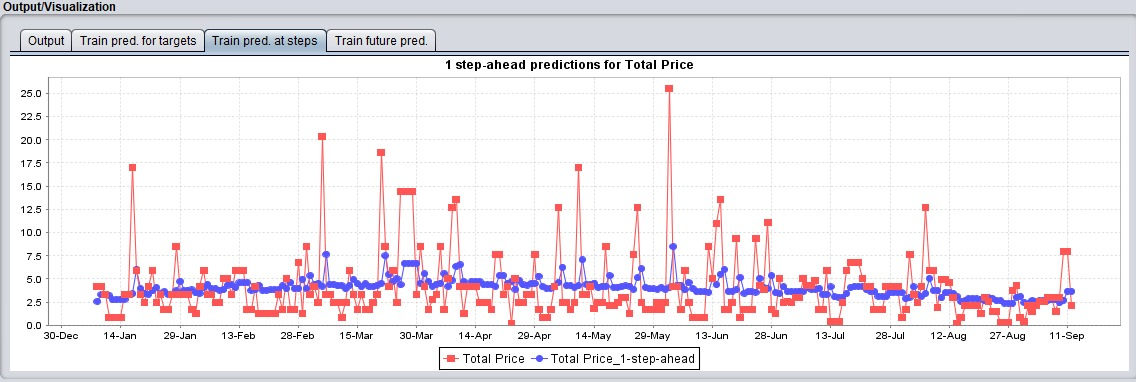 Output/Visualization
Output Train pred. for targets Train pred. at steps Train future pred.
1 step-ahead predictions for Total Price
25.0
22.5
20.0
17.5
15.0
12.5
10.0
7.5
5.0
2.5
0.0
30-Dec 14-Jan 29-Jan 13-Feb 28-Feb 15-Mar 30-Mar 14-Apr 29-Apr 14-May 29-May 13-Jun 28-Jun 13-Jul 28-Jul 12-Aug 27-Aug 11-Sep
Total Price Total Price_1-step-ahead